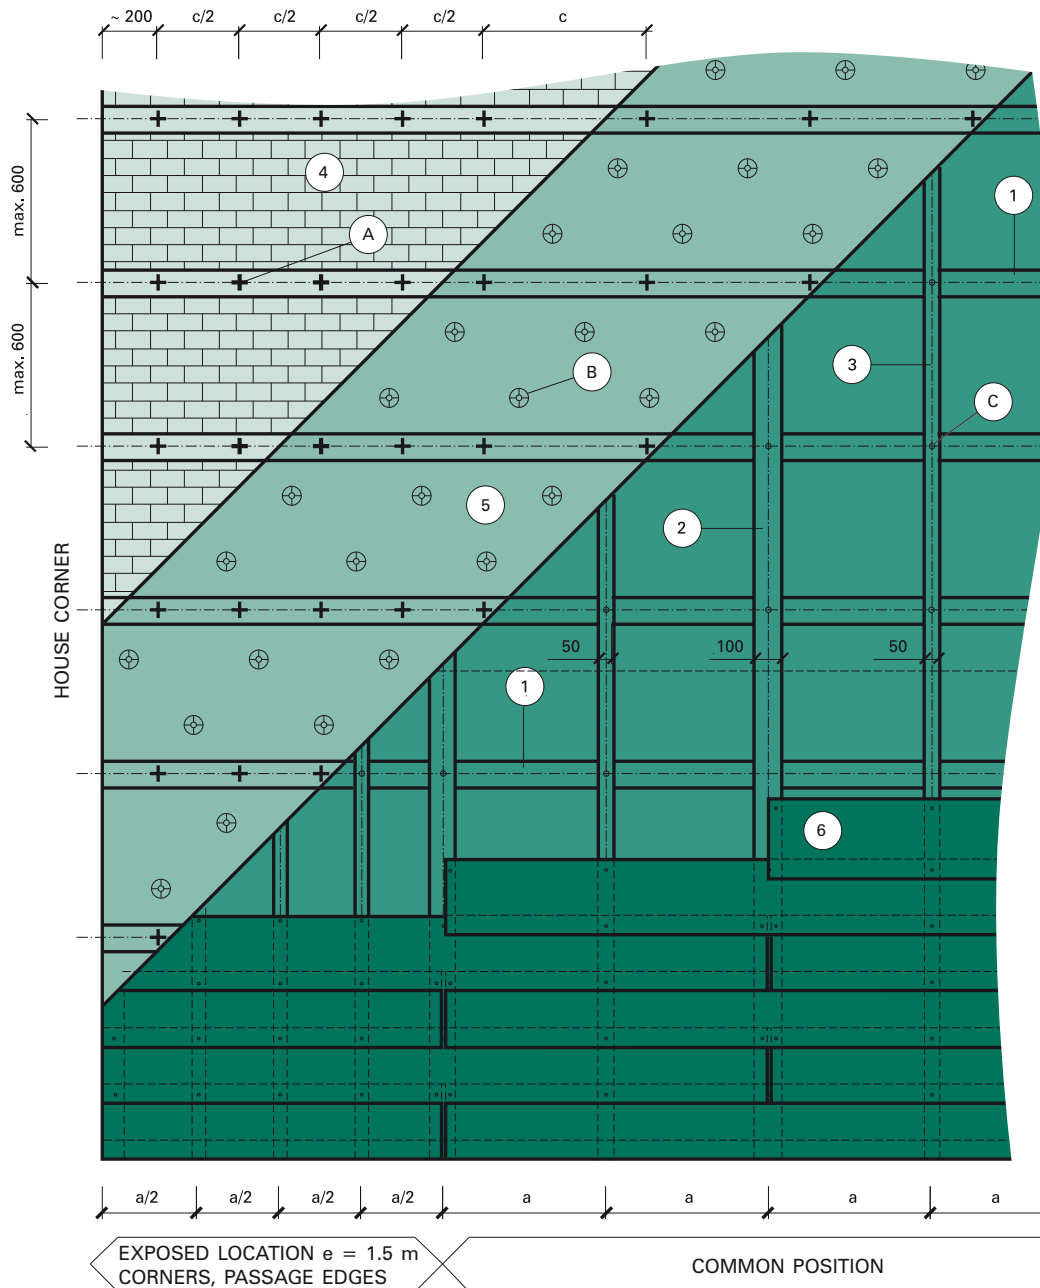 ~ 200 c/2 c/2 c/2 c/2 c
max. 600
max. 600
4
A
1
B
3
C
5
2
HOUSE CORNER
50 100 50
1
6
a/2 a/2 a/2 a/2 a a a a
EXPOSED LOCATION e = 1.5 m
CORNERS, PASSAGE EDGES
COMMON POSITION